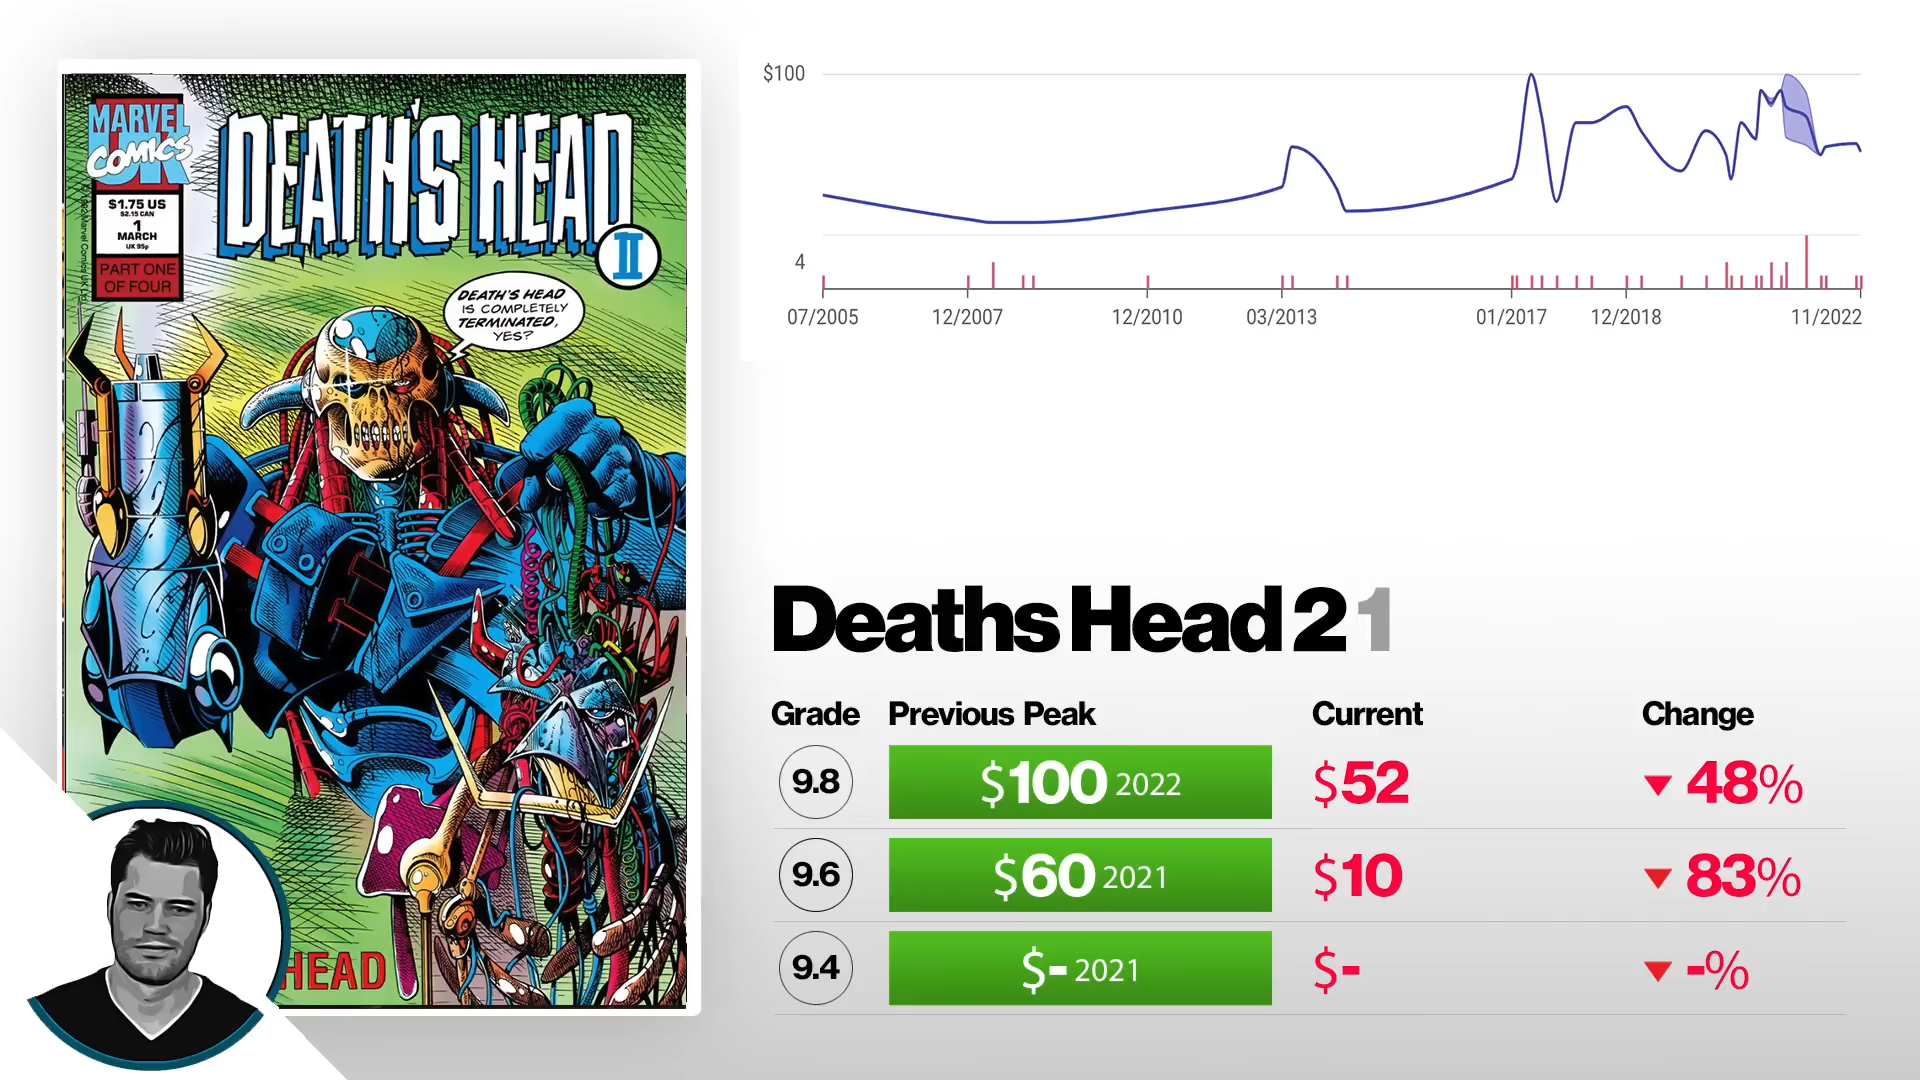 MARVEL
UK
COMICS
$1.75 US
$2.15 CAN
1
MARCH
UK 95p
PART ONE
OF FOUR
DEATH'S HEAD
II
DEATH'S HEAD
IS COMPLETELY
TERMINATED,
YES?
HEAD
$100
4
07/2005 12/2007 12/2010 03/2013 01/2017 12/2018 11/2022
Deaths Head 2 1
Grade Previous Peak Current Change
9.8 $100 2022 $52 ▼ 48%
9.6 $60 2021 $10 ▼ 83%
9.4 $- 2021 $- ▼ -%